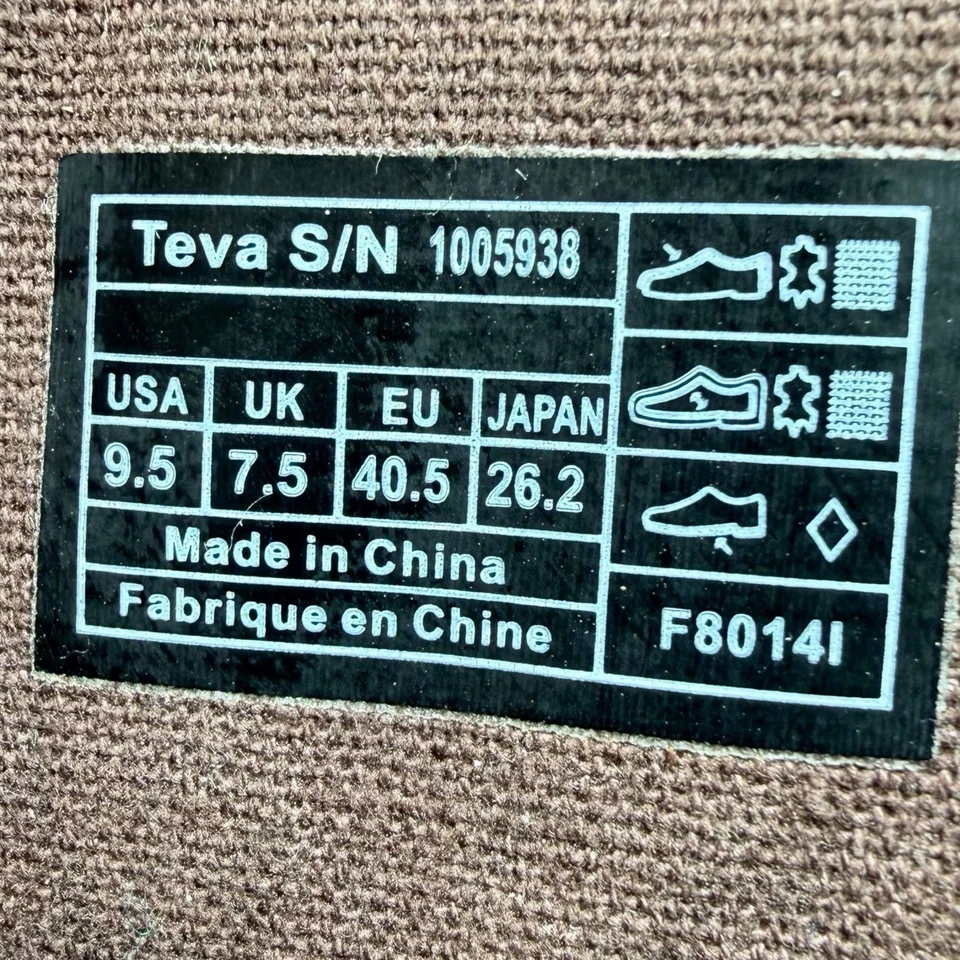 Teva S/N 1005938
USA UK EU JAPAN
9.5 7.5 40.5 26.2
Made in China
Fabrique en Chine
F8014I